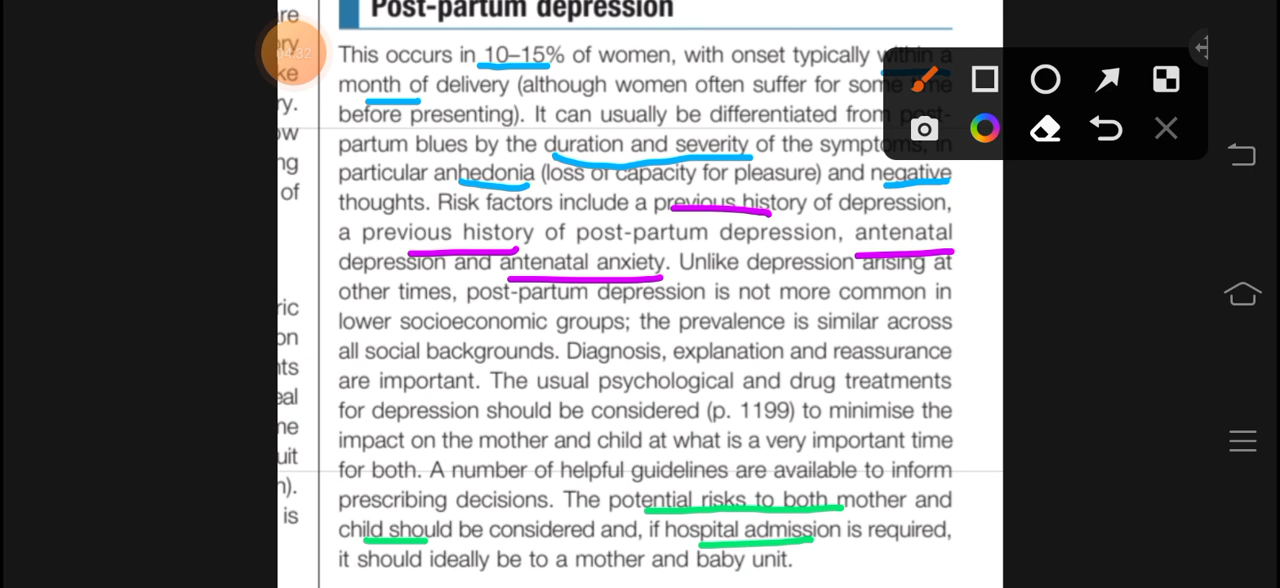 Post-partum depression
This occurs in 10–15% of women, with onset typically within a
month of delivery (although women often suffer for some time
before presenting). It can usually be differentiated from post-
partum blues by the duration and severity of the symptoms, in
particular anhedonia (loss of capacity for pleasure) and negative
thoughts. Risk factors include a previous history of depression,
a previous history of post-partum depression, antenatal
depression and antenatal anxiety. Unlike depression arising at
other times, post-partum depression is not more common in
lower socioeconomic groups; the prevalence is similar across
all social backgrounds. Diagnosis, explanation and reassurance
are important. The usual psychological and drug treatments
for depression should be considered (p. 1199) to minimise the
impact on the mother and child at what is a very important time
for both. A number of helpful guidelines are available to inform
prescribing decisions. The potential risks to both mother and
child should be considered and, if hospital admission is required,
it should ideally be to a mother and baby unit.